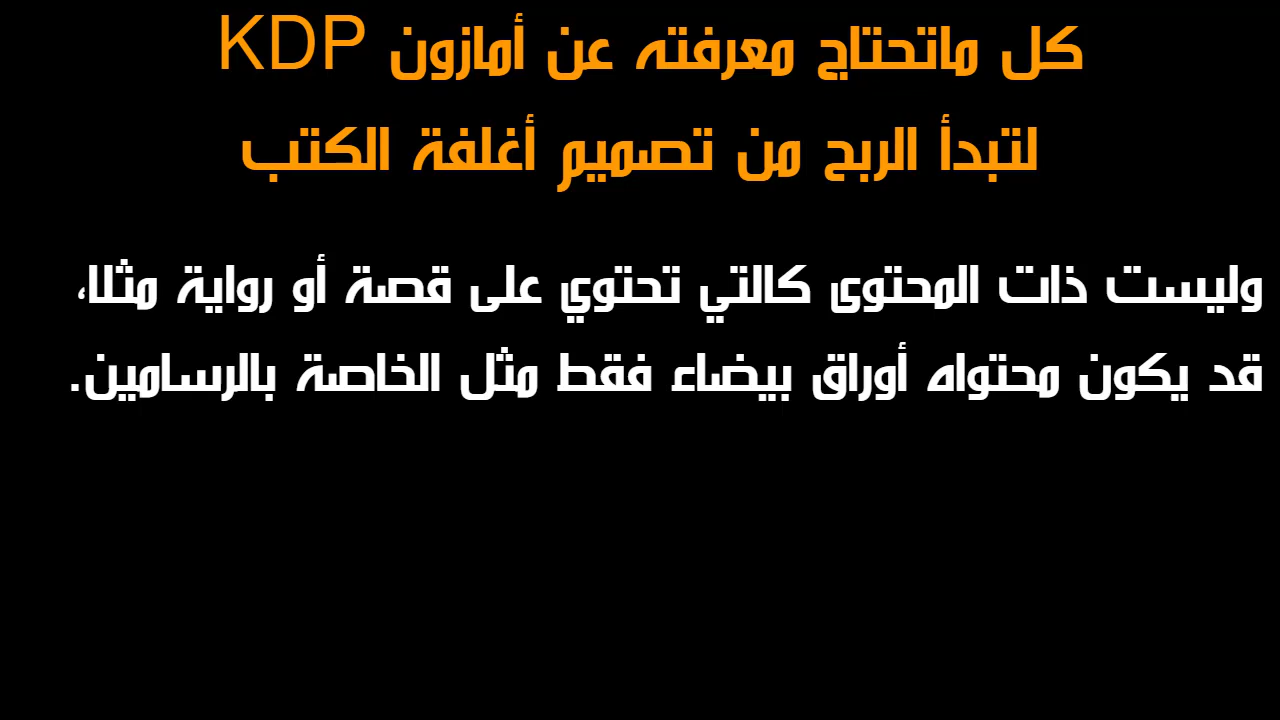 كل ماتحتاج معرفته عن أمازون KDP
لتبدأ الربح من تصميم أغلفة الكتب
وليست ذات المحتوى كالتي تحتوي على قصة أو رواية مثلا،
قد يكون محتواه أوراق بيضاء فقط مثل الخاصة بالرسامين.